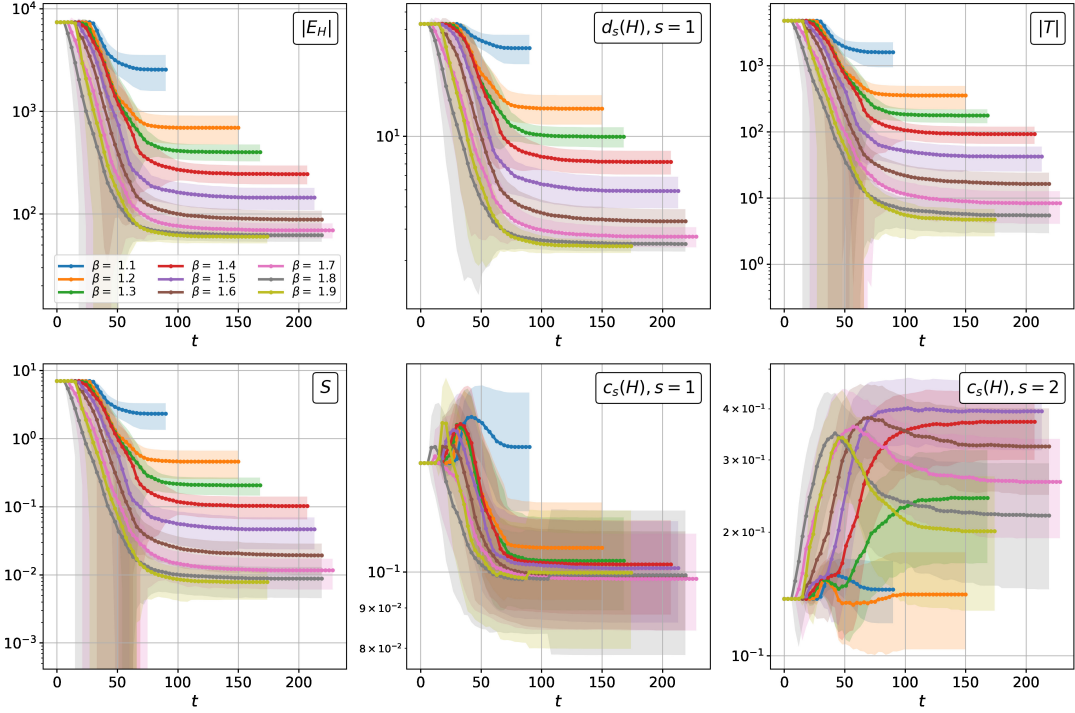 10⁴
10³
10²
|E_H|
β = 1.1
β = 1.2
β = 1.3
β = 1.4
β = 1.5
β = 1.6
β = 1.7
β = 1.8
β = 1.9
0 50 100 150 200
t
d_s(H), s = 1
10¹
0 50 100 150 200
t
|T|
10³
10²
10¹
10⁰
0 50 100 150 200
t
S
10¹
10⁰
10⁻¹
10⁻²
10⁻³
0 50 100 150 200
t
c_s(H), s = 1
10⁻¹
9 × 10⁻²
8 × 10⁻²
0 50 100 150 200
t
c_s(H), s = 2
4 × 10⁻¹
3 × 10⁻¹
2 × 10⁻¹
10⁻¹
0 50 100 150 200
t